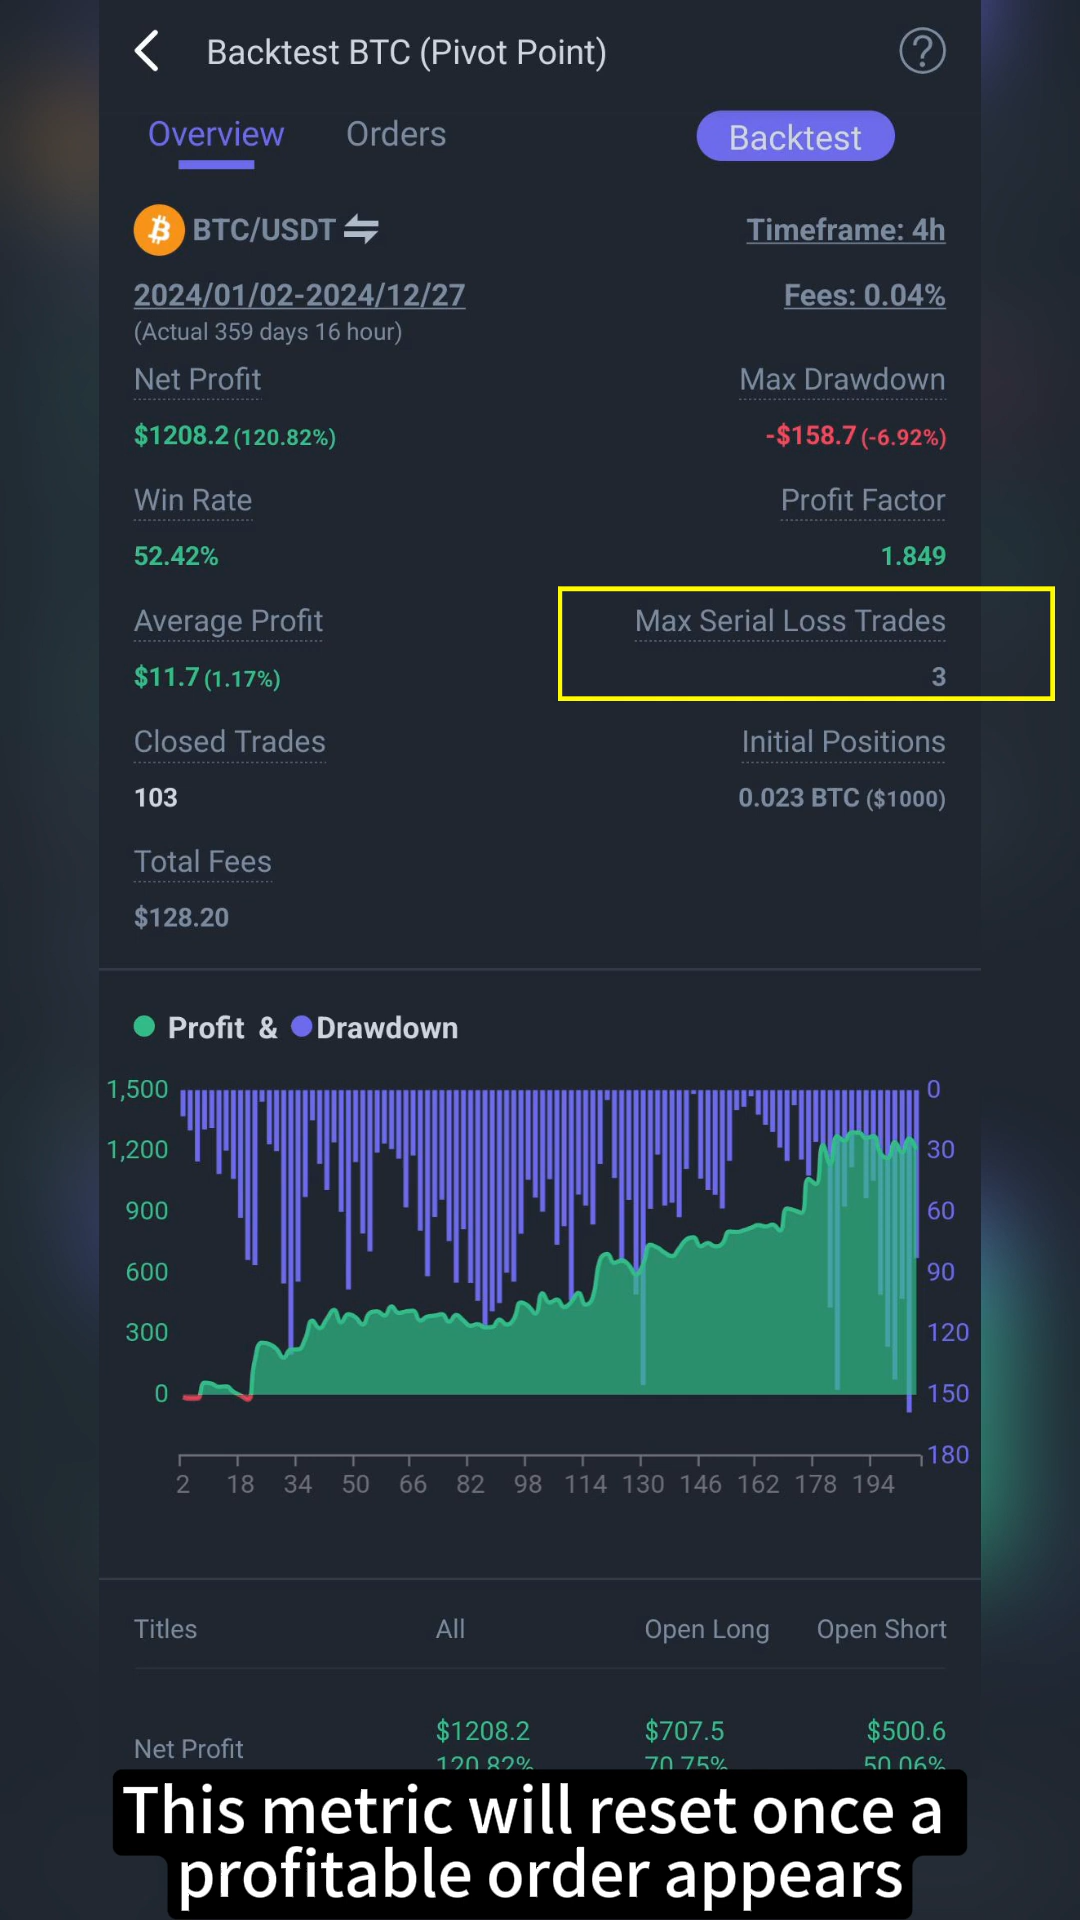 Backtest BTC (Pivot Point) ?
Overview Orders Backtest
BTC/USDT Timeframe: 4h
2024/01/02-2024/12/27 Fees: 0.04%
(Actual 359 days 16 hour)
Net Profit Max Drawdown
$1208.2 (120.82%) -$158.7 (-6.92%)
Win Rate Profit Factor
52.42% 1.849
Average Profit Max Serial Loss Trades
$11.7 (1.17%) 3
Closed Trades Initial Positions
103 0.023 BTC ($1000)
Total Fees
$128.20
Profit & Drawdown
1,500 0
1,200 30
900 60
600 90
300 120
0 150
180
2 18 34 50 66 82 98 114 130 146 162 178 194
Titles All Open Long Open Short
$1208.2 $707.5 $500.6
Net Profit
120.82% 70.75% 50.06%
This metric will reset once a
profitable order appears